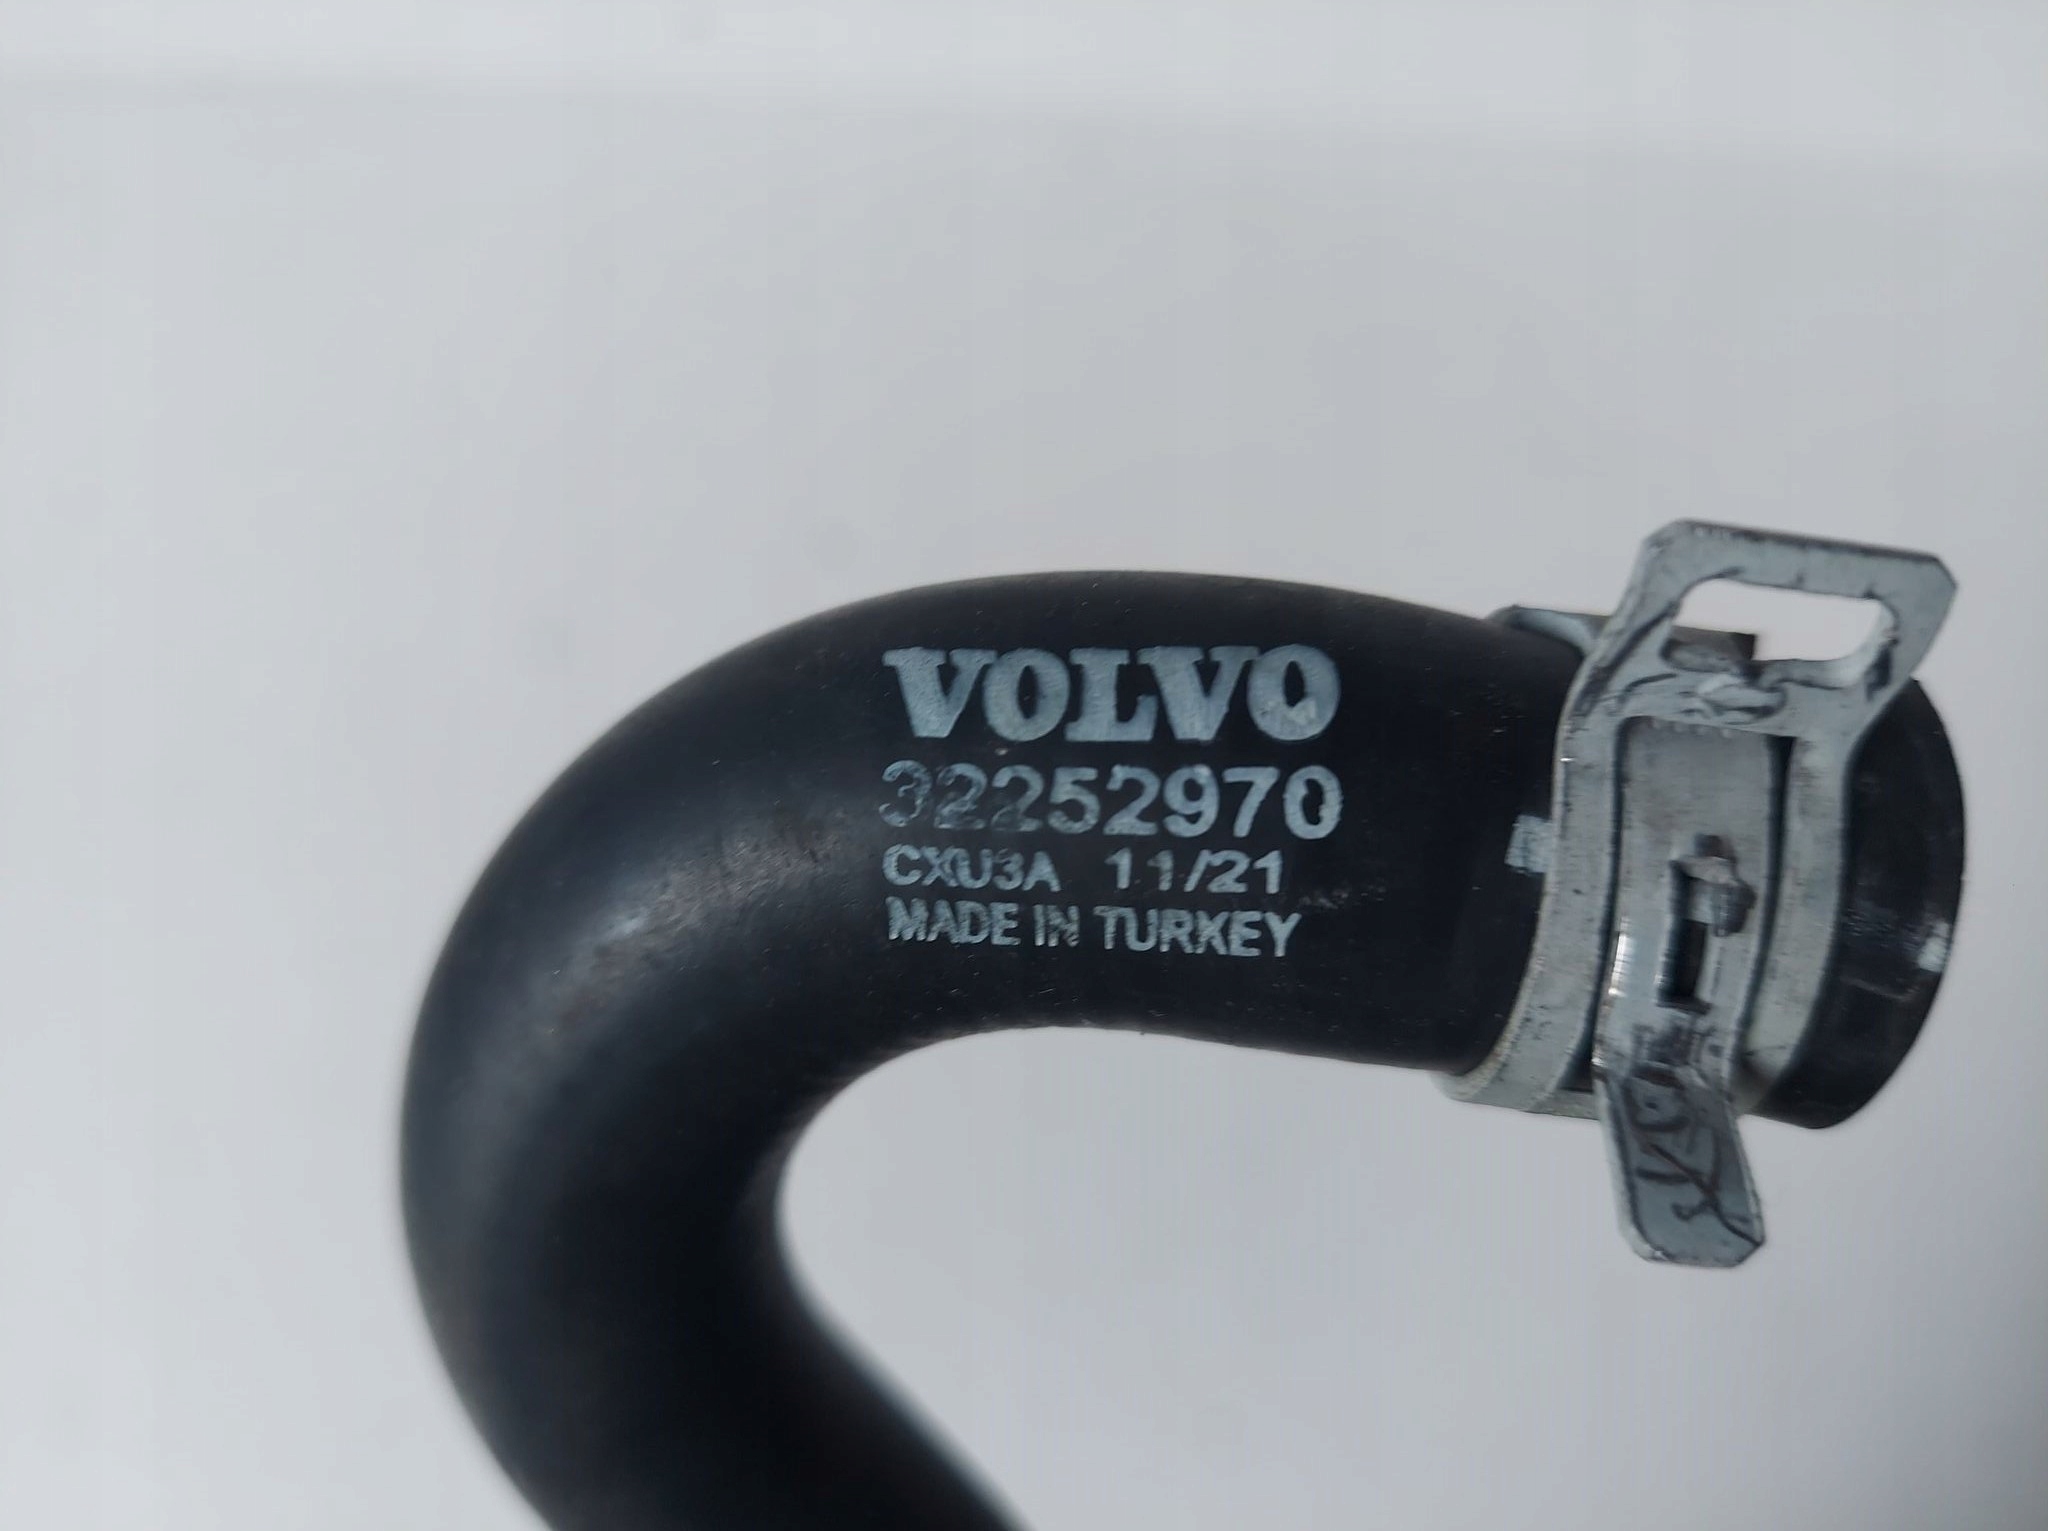 VOLVO
32252970
CXU3A 11/21
MADE IN TURKEY